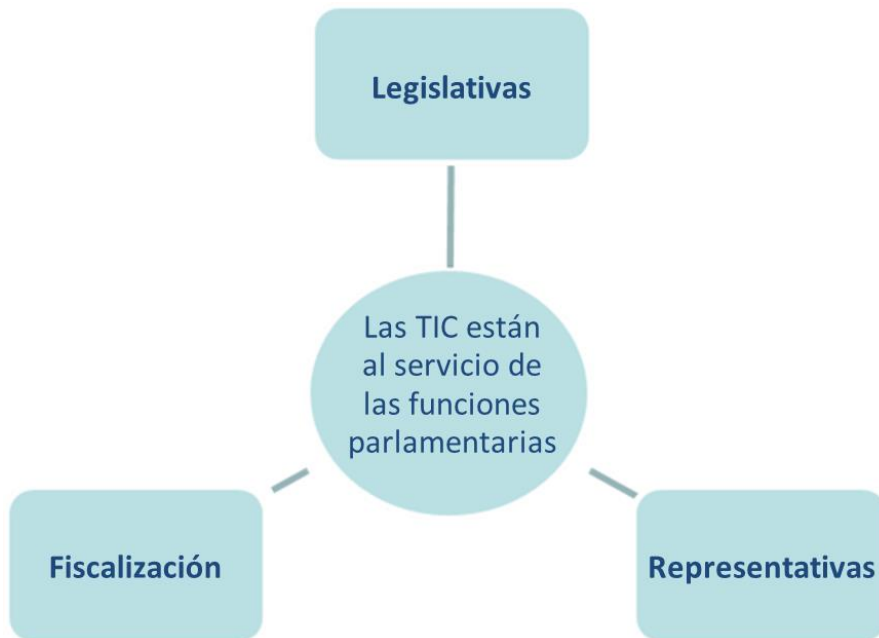 Legislativas
Las TIC están
al servicio de
las funciones
parlamentarias
Fiscalización
Representativas